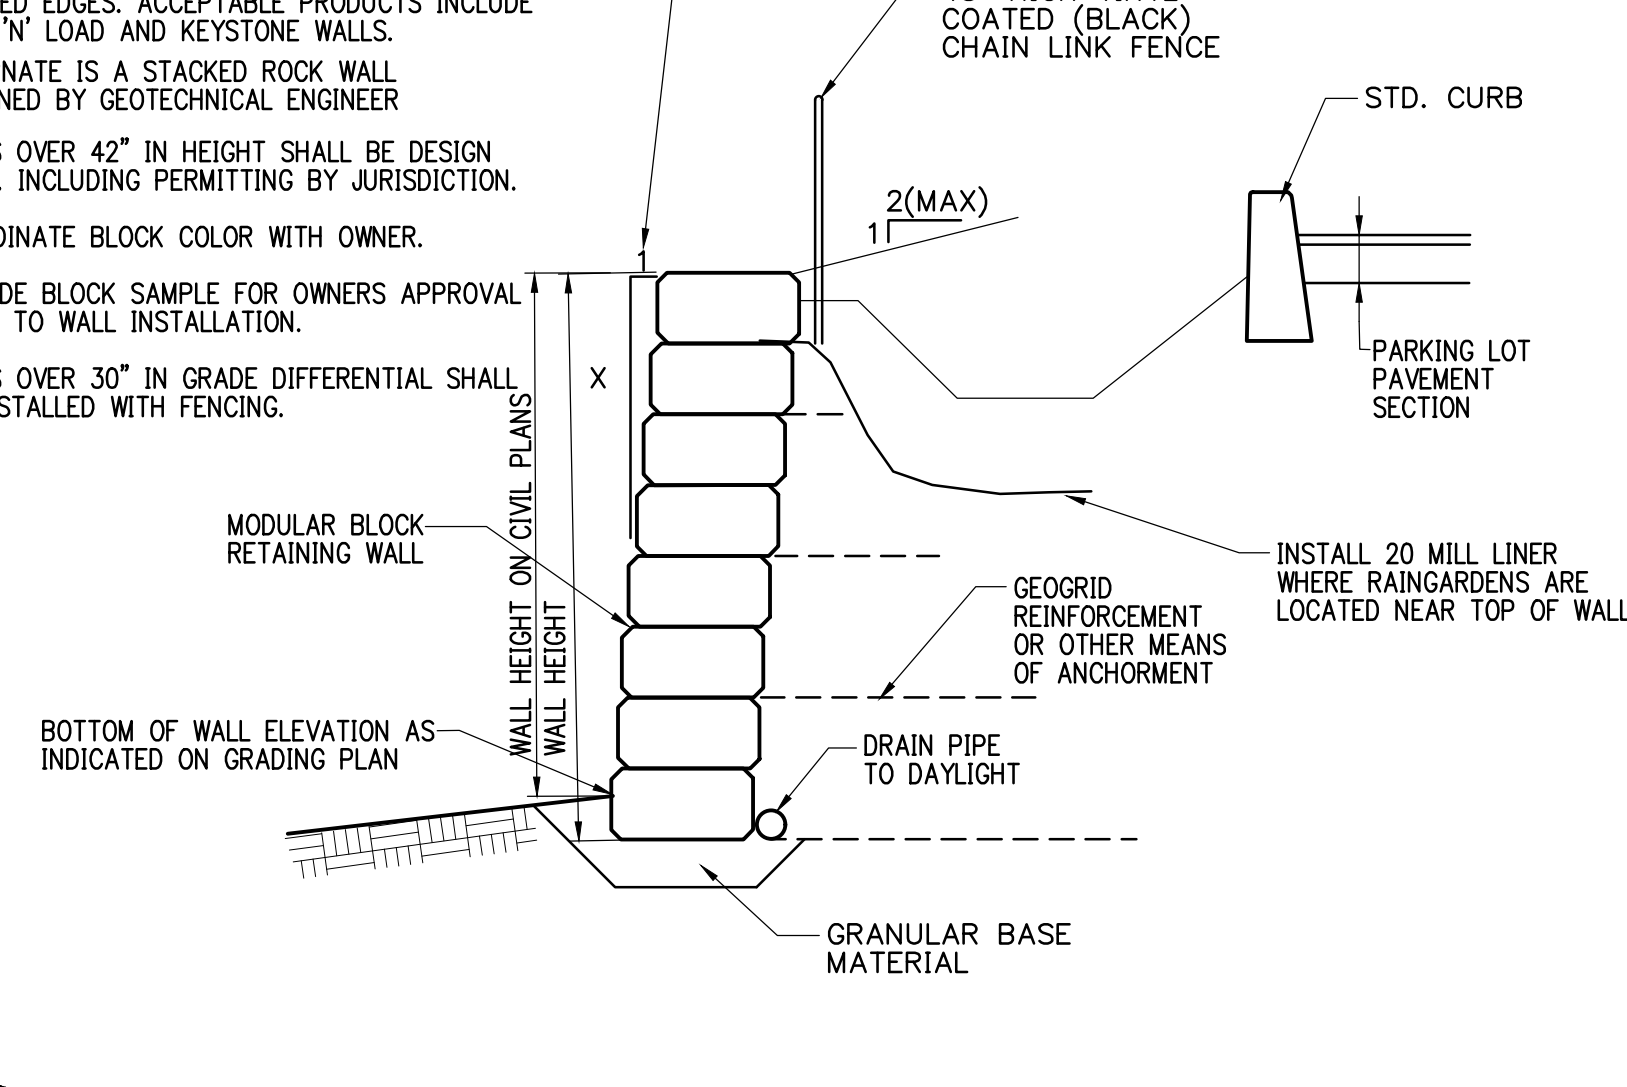 ED EDGES. ACCEPTABLE PRODUCTS INCLUDE
'N' LOAD AND KEYSTONE WALLS.
NATE IS A STACKED ROCK WALL
NED BY GEOTECHNICAL ENGINEER
S OVER 42" IN HEIGHT SHALL BE DESIGN
. INCLUDING PERMITTING BY JURISDICTION.
DINATE BLOCK COLOR WITH OWNER.
DE BLOCK SAMPLE FOR OWNERS APPROVAL
TO WALL INSTALLATION.
S OVER 30" IN GRADE DIFFERENTIAL SHALL
STALLED WITH FENCING.
COATED (BLACK)
CHAIN LINK FENCE
STD. CURB
2(MAX)
1
1
X
PARKING LOT
PAVEMENT
SECTION
WALL HEIGHT ON CIVIL PLANS
WALL HEIGHT
MODULAR BLOCK
RETAINING WALL
INSTALL 20 MILL LINER
WHERE RAINGARDENS ARE
LOCATED NEAR TOP OF WALL
GEOGRID
REINFORCEMENT
OR OTHER MEANS
OF ANCHORMENT
BOTTOM OF WALL ELEVATION AS
INDICATED ON GRADING PLAN
DRAIN PIPE
TO DAYLIGHT
GRANULAR BASE
MATERIAL